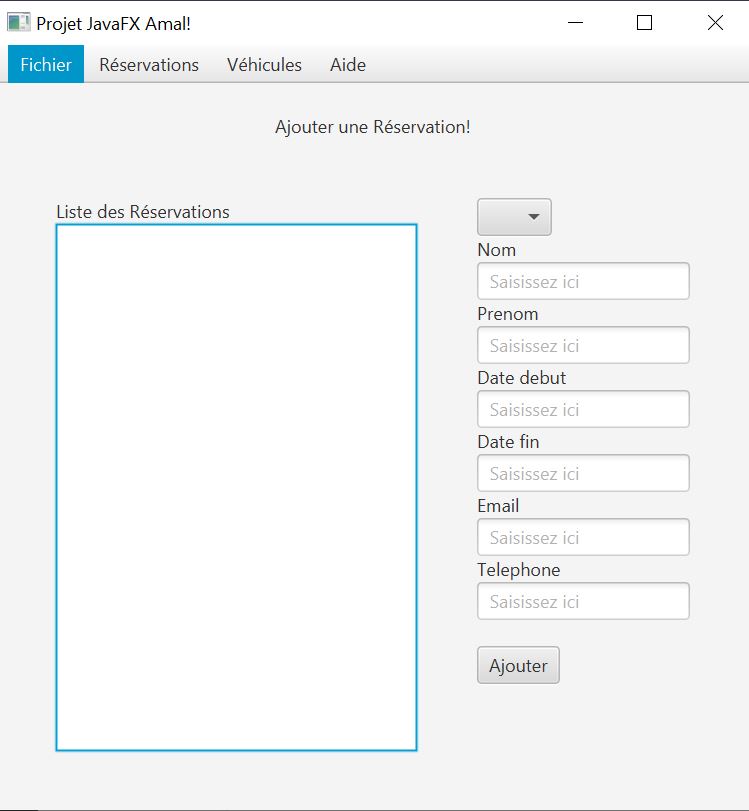 Projet JavaFX Amal!
Fichier Réservations Véhicules Aide
Ajouter une Réservation!
Liste des Réservations
Nom
Saisissez ici
Prenom
Saisissez ici
Date debut
Saisissez ici
Date fin
Saisissez ici
Email
Saisissez ici
Telephone
Saisissez ici
Ajouter